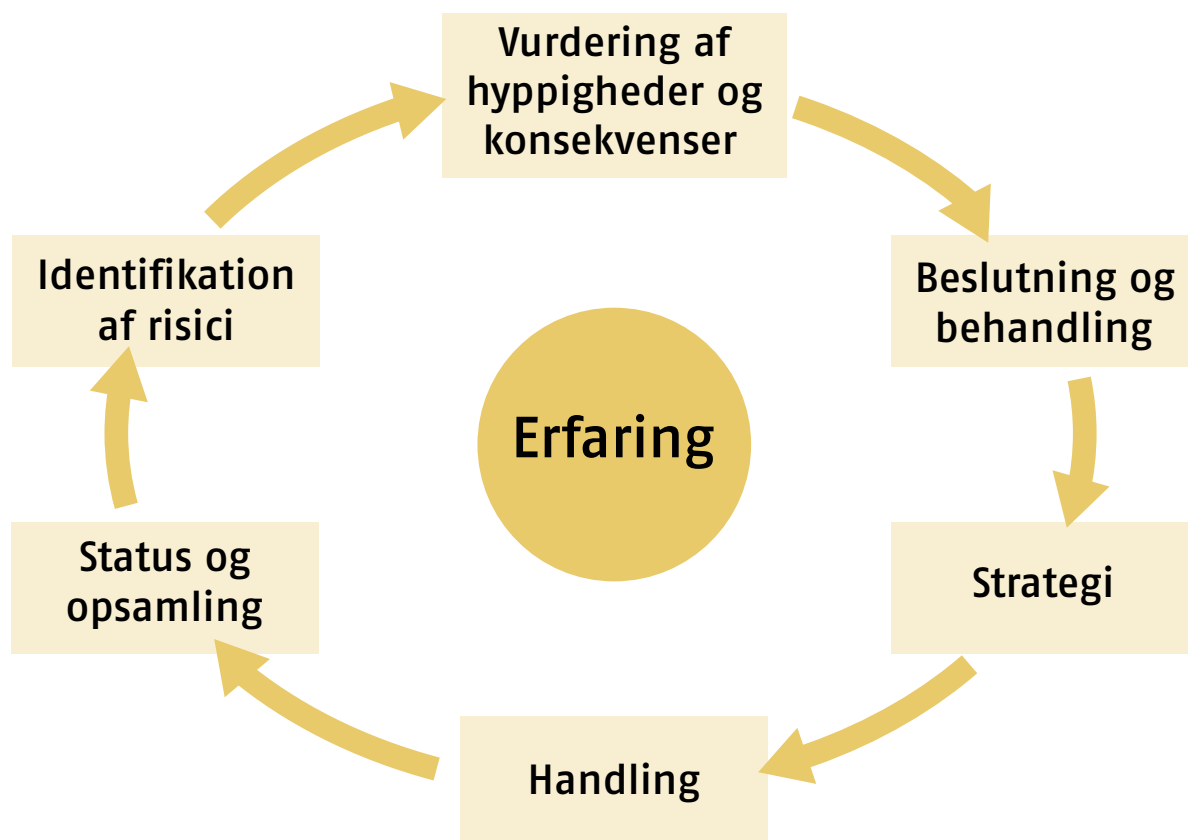 Vurdering af
hyppigheder og
konsekvenser
Identifikation
af risici
Beslutning og
behandling
Erfaring
Status og
opsamling
Strategi
Handling